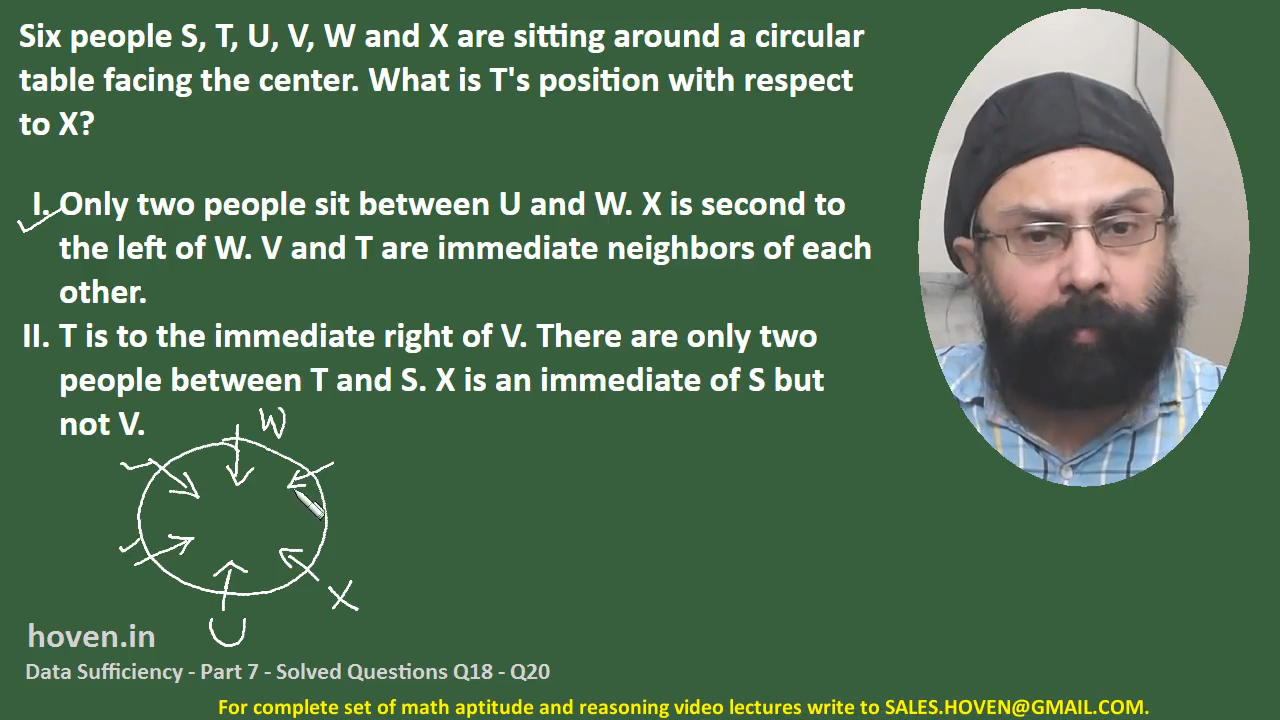 Six people S, T, U, V, W and X are sitting around a circular
table facing the center. What is T's position with respect
to X?
I. Only two people sit between U and W. X is second to
the left of W. V and T are immediate neighbors of each
other.
II. T is to the immediate right of V. There are only two
people between T and S. X is an immediate of S but
not V.
W
X
U
hoven.in
Data Sufficiency - Part 7 - Solved Questions Q18 - Q20
For complete set of math aptitude and reasoning video lectures write to SALES.HOVEN@GMAIL.COM.